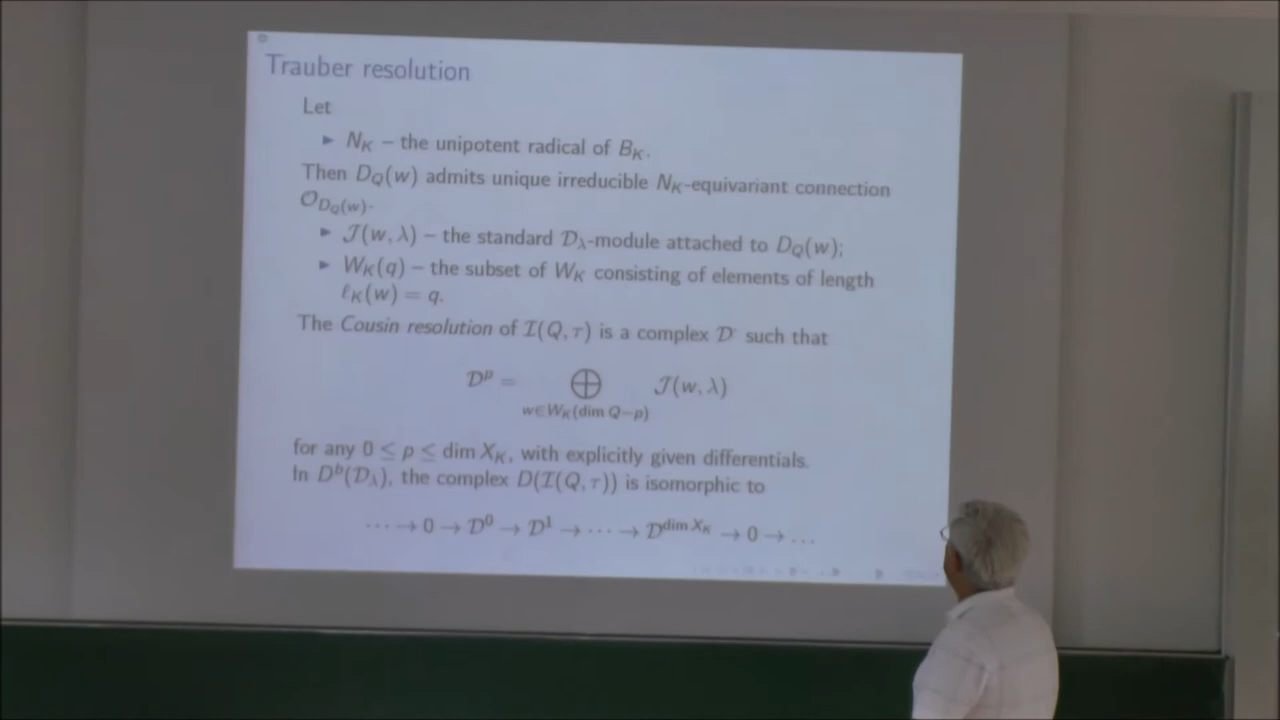 Trauber resolution
Let
► N_K – the unipotent radical of B_K.
Then D_Q(w) admits unique irreducible N_K-equivariant connection
𝒪_{D_Q(w)}.
► 𝒥(w, λ) – the standard 𝒟_λ-module attached to D_Q(w);
► W_K(q) – the subset of W_K consisting of elements of length
ℓ_K(w) = q.
The Cousin resolution of ℐ(Q, τ) is a complex 𝒟· such that
𝒟^p = ⊕_{w∈W_K(dim Q−p)} 𝒥(w, λ)
for any 0 ≤ p ≤ dim X_K, with explicitly given differentials.
In D^b(𝒟_λ), the complex D(ℐ(Q, τ)) is isomorphic to
··· → 0 → 𝒟^0 → 𝒟^1 → ··· → 𝒟^{dim X_K} → 0 → ...